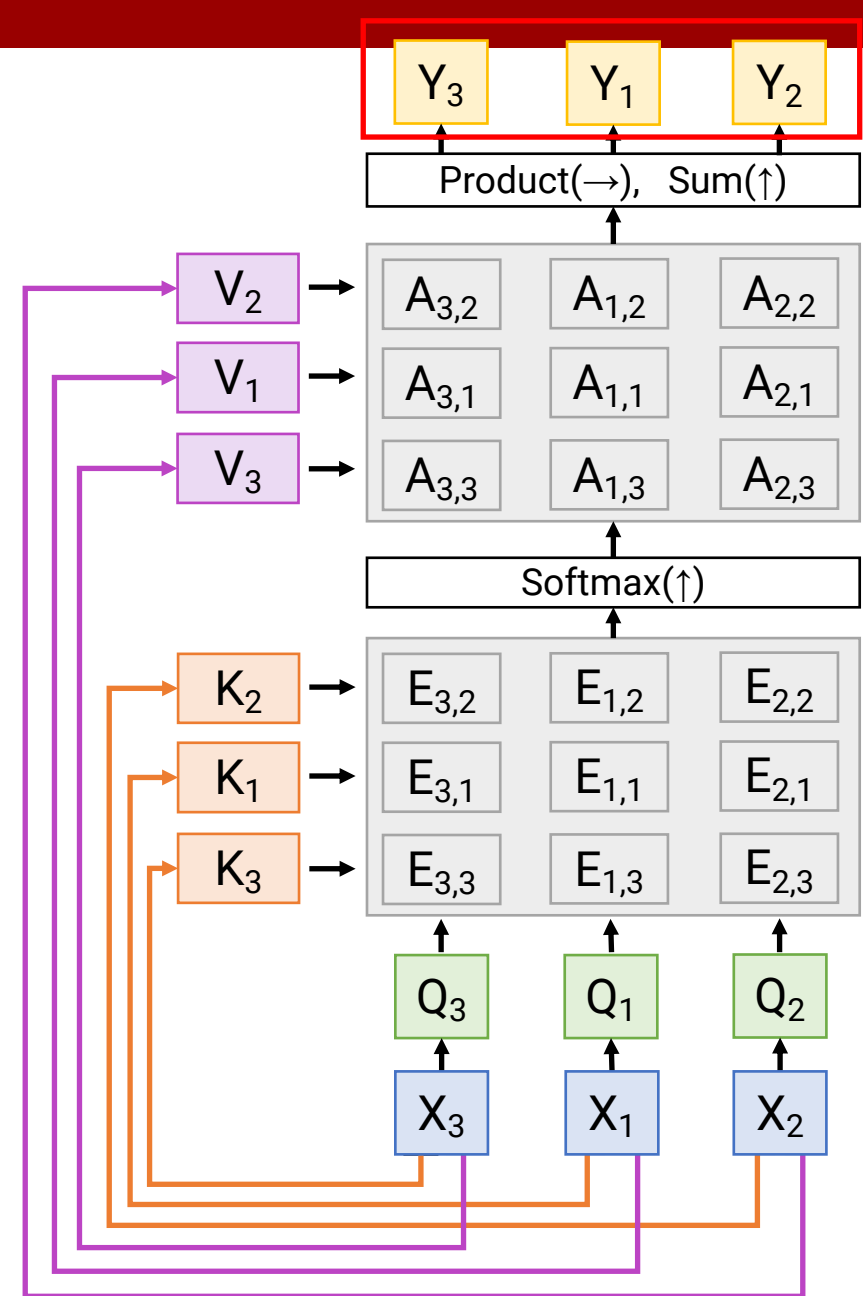 Y₃ Y₁ Y₂
Product(→), Sum(↑)
V₂ A₃,₂ A₁,₂ A₂,₂
V₁ A₃,₁ A₁,₁ A₂,₁
V₃ A₃,₃ A₁,₃ A₂,₃
Softmax(↑)
K₂ E₃,₂ E₁,₂ E₂,₂
K₁ E₃,₁ E₁,₁ E₂,₁
K₃ E₃,₃ E₁,₃ E₂,₃
Q₃ Q₁ Q₂
X₃ X₁ X₂